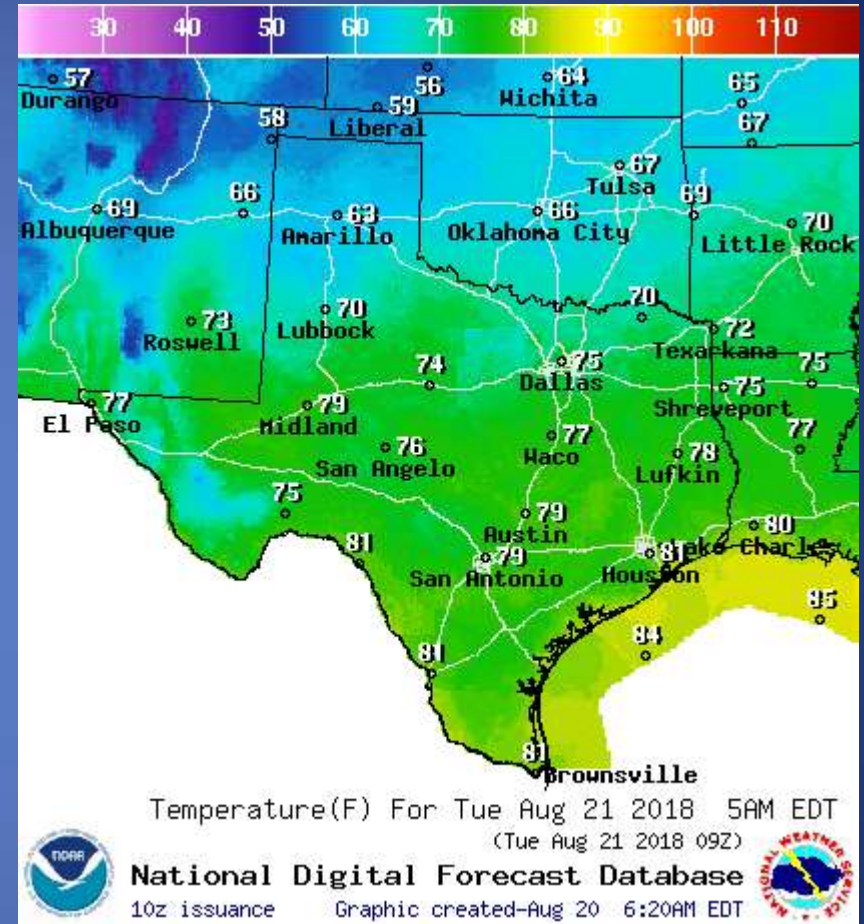 30 40 50 60 70 80 90 100 110
57
Durango
56
64
Wichita
65
59
Liberal
58
67
67
Tulsa
69
Albuquerque
66
63
Amarillo
66
Oklahoma City
69
70
Little Rock
73
Roswell
70
Lubbock
70
72
Texarkana
74
75
Dallas
75
Shreveport
75
77
El Paso
79
Midland
76
San Angelo
77
Waco
78
Lufkin
77
75
79
Austin
80
Lake Charles
81
79
San Antonio
81
Houston
85
84
81
81
Brownsville
Temperature(F) For Tue Aug 21 2018 5AM EDT
(Tue Aug 21 2018 09Z)
National Digital Forecast Database
10z issuance Graphic created-Aug 20 6:20AM EDT
NOAA
NATIONAL WEATHER SERVICE